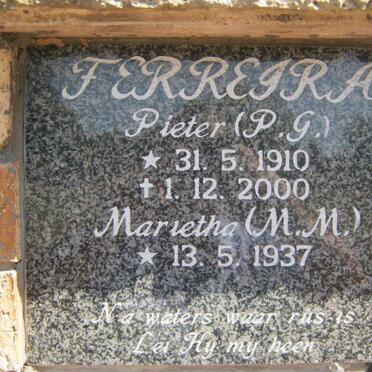 FERREIRA
Pieter (P.G.)
★ 31. 5. 1910
✝ 1. 12. 2000
Marietha (M.M.)
★ 13. 5. 1937
Na waters waar rus is
Lei Hy my heen